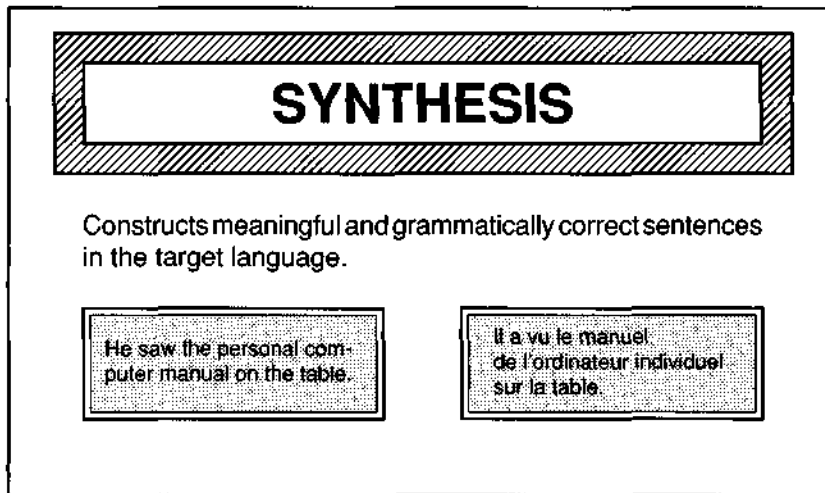 SYNTHESIS
Constructs meaningful and grammatically correct sentences
in the target language.
He saw the personal com-
puter manual on the table.
Il a vu le manuel
de l'ordinateur individuel
sur la table.